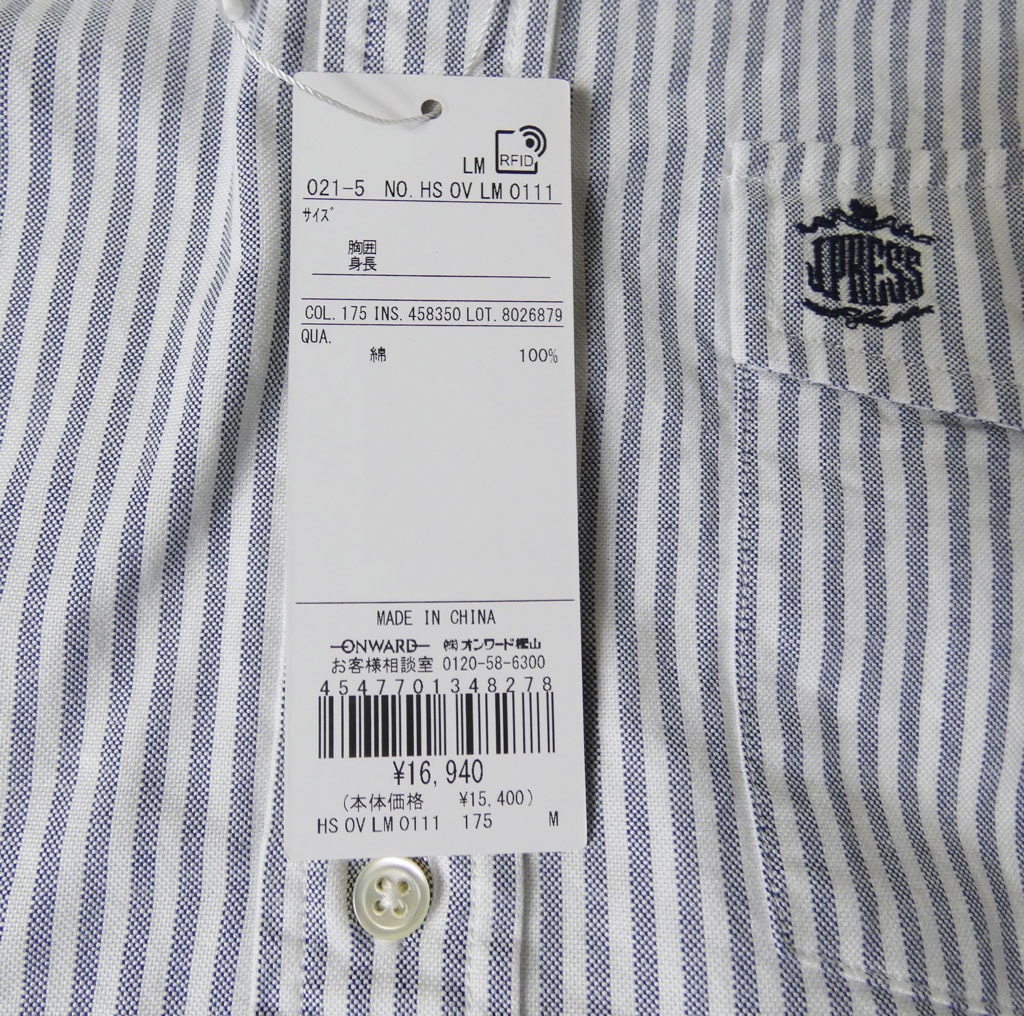 LM RFID
021-5 NO. HS OV LM 0111
サイズ
胸囲
身長
COL. 175 INS. 458350 LOT. 8026879
QUA.
綿 100%
MADE IN CHINA
ONWARD ㈱オンワード樫山
お客様相談室 0120-58-6300
4547701348278
¥16,940
(本体価格 ¥15,400)
HS OV LM 0111 175 M
J.PRESS